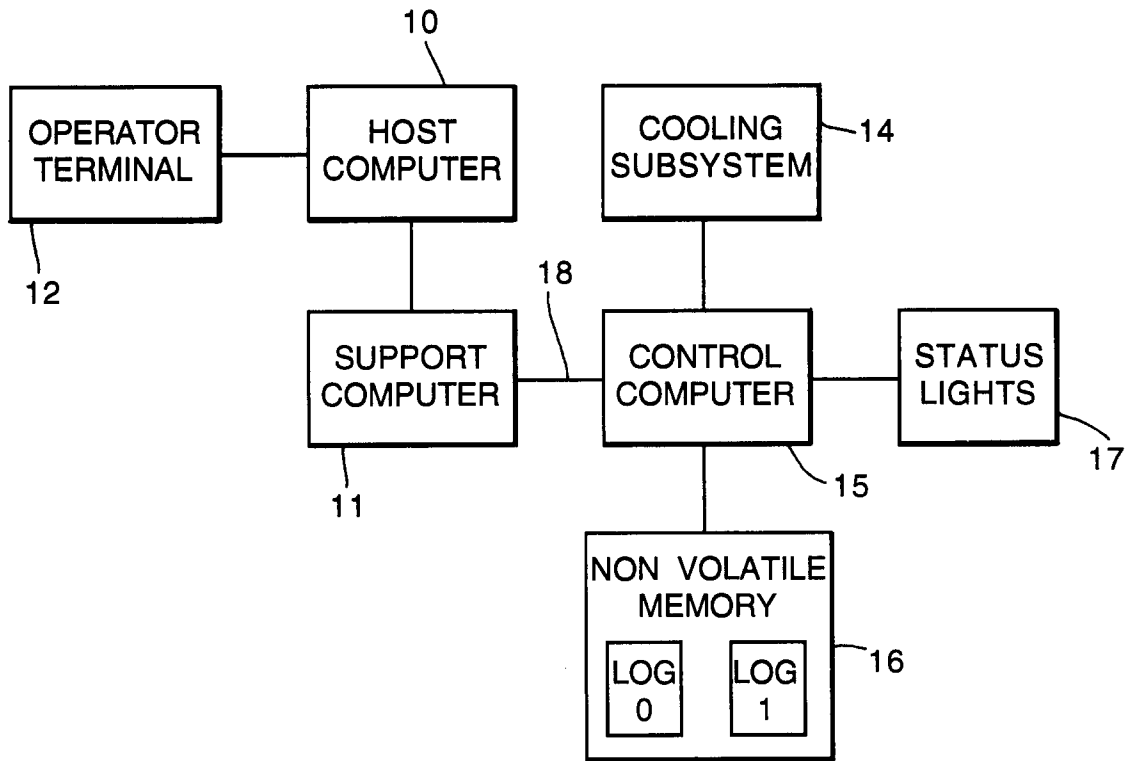 10
OPERATOR
TERMINAL
HOST
COMPUTER
COOLING
SUBSYSTEM
14
12
18
SUPPORT
COMPUTER
CONTROL
COMPUTER
STATUS
LIGHTS
11
15
17
NON VOLATILE
MEMORY
LOG
0
LOG
1
16